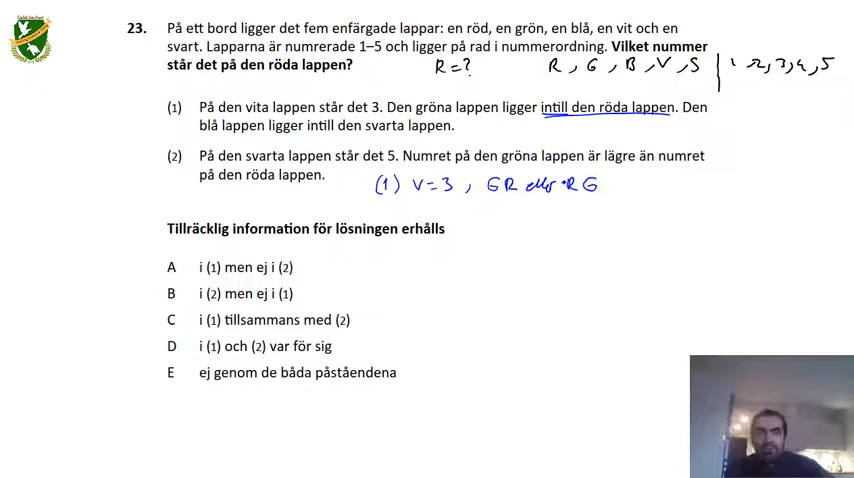 23. På ett bord ligger det fem enfärgade lappar: en röd, en grön, en blå, en vit och en
svart. Lapparna är numrerade 1–5 och ligger på rad i nummerordning. Vilket nummer
står det på den röda lappen?
R=? R, G, B, V, S | 1 2, 3, 4, 5
(1) På den vita lappen står det 3. Den gröna lappen ligger intill den röda lappen. Den
blå lappen ligger intill den svarta lappen.
(2) På den svarta lappen står det 5. Numret på den gröna lappen är lägre än numret
på den röda lappen.
(1) V=3, GR eller RG
Tillräcklig information för lösningen erhålls
A i (1) men ej i (2)
B i (2) men ej i (1)
C i (1) tillsammans med (2)
D i (1) och (2) var för sig
E ej genom de båda påståendena